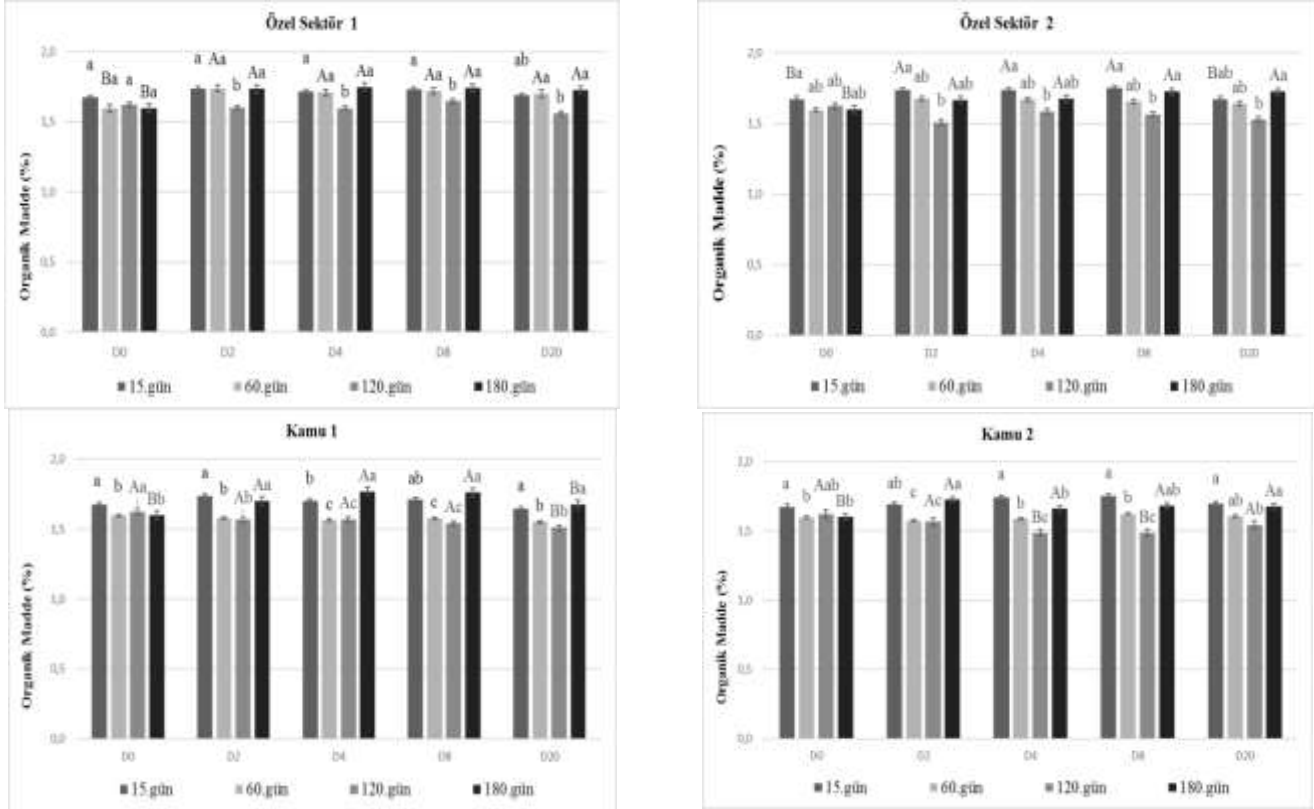 Özel Sektör 1
Organik Madde (%)
2,0
1,5
1,0
0,5
0,0
a Ba a Ba
a Aa b Aa
a Aa b Aa
a Aa b Aa
ab Aa b Aa
D0 D2 D4 D8 D20
15.gün 60.gün 120.gün 180.gün
Özel Sektör 2
Organik Madde (%)
2,0
1,5
1,0
0,5
0,0
Ba ab ab Bab
Aa ab b Aab
Aa ab b Aab
Aa ab b Aa
Bab ab b Aa
D0 D2 D4 D8 D20
15.gün 60.gün 120.gün 180.gün
Kamu 1
Organik Madde (%)
2,0
1,5
1,0
0,5
0,0
a b Aa Bb
a b Ab Aa
b c Ac Aa
ab c Ac Aa
a b Bb Ba
D0 D2 D4 D8 D20
15.gün 60.gün 120.gün 180.gün
Kamu 2
Organik Madde (%)
2,0
1,5
1,0
0,5
0,0
a b Aab Bb
ab c Ac Aa
a b Bc Ab
a b Bc Aab
a ab Ab Aa
D0 D2 D4 D8 D20
15.gün 60.gün 120.gün 180.gün